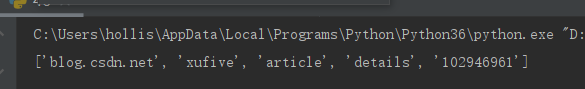 C:\Users\hollis\AppData\Local\Programs\Python\Python36\python.exe "D:
['blog.csdn.net', 'xufive', 'article', 'details', '102946961']